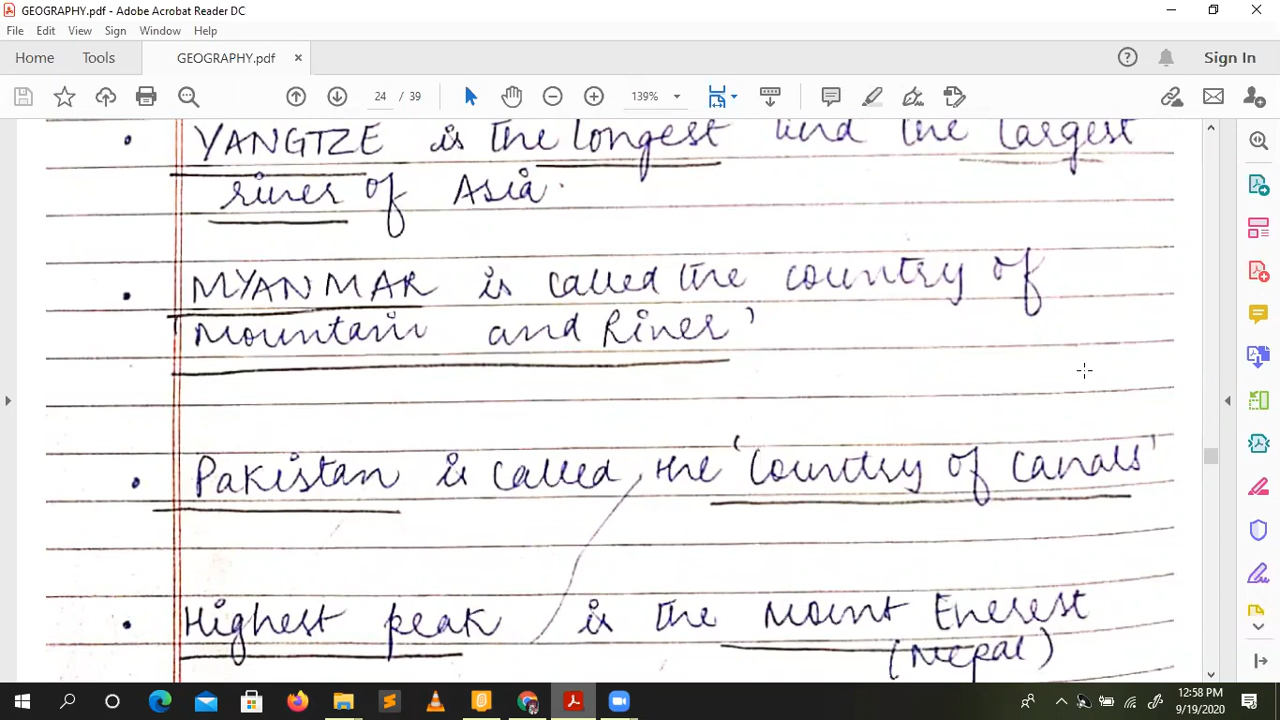 GEOGRAPHY.pdf - Adobe Acrobat Reader DC
File Edit View Sign Window Help
Home Tools GEOGRAPHY.pdf Sign In
24 / 39 139%
• YANGTZE is the longest and the largest
river of Asia.
• MYANMAR is called the country of
Mountain and River'
• Pakistan is called the 'country of canals'
• Highest peak is the Mount Everest
(Nepal)
12:58 PM
9/19/2020